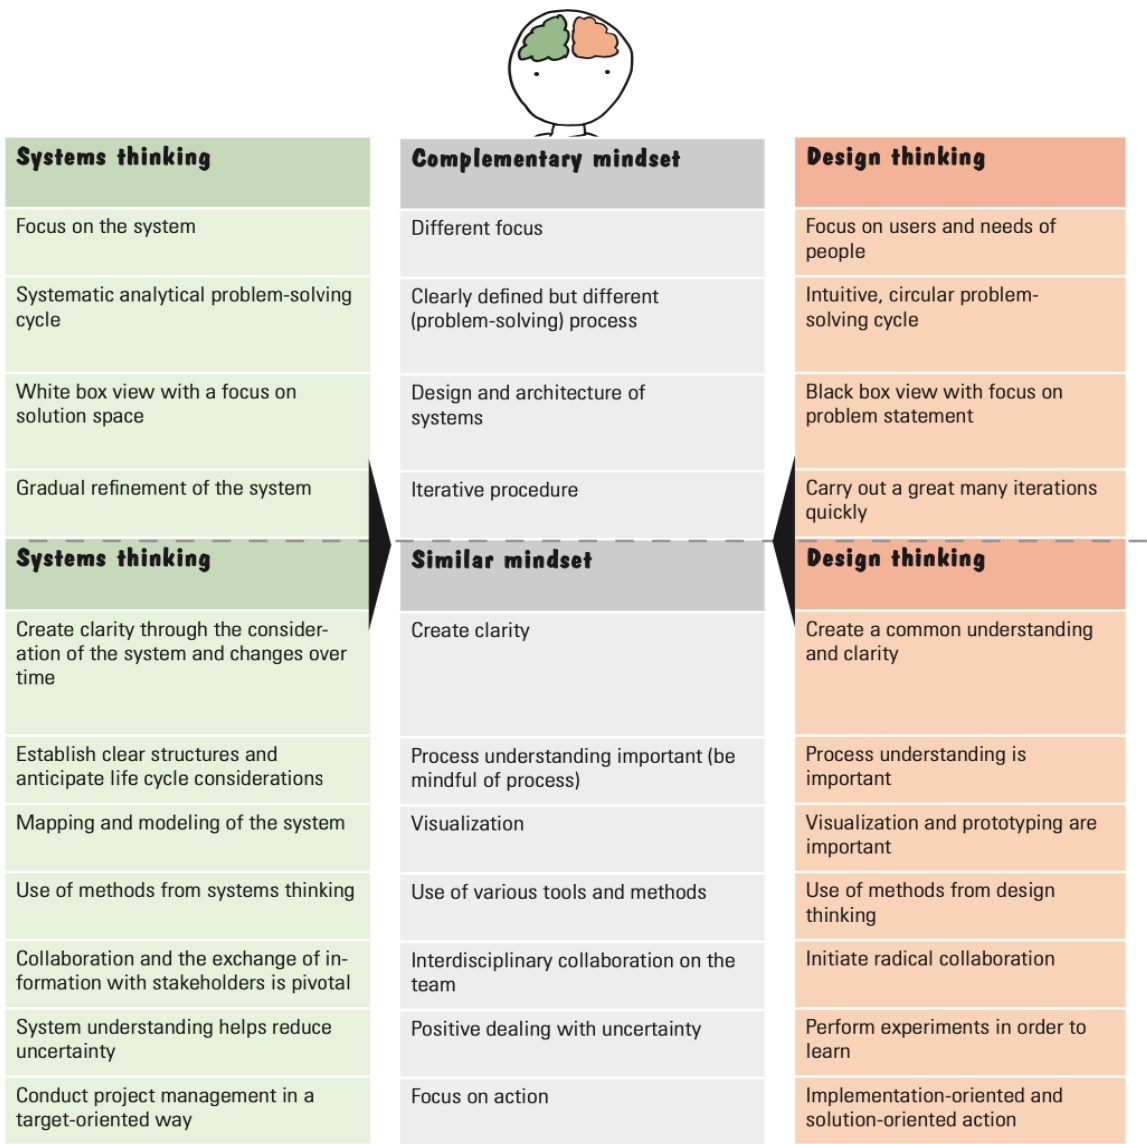 Systems thinking
Complementary mindset
Design thinking
Focus on the system
Different focus
Focus on users and needs of
people
Systematic analytical problem-solving
cycle
Clearly defined but different
(problem-solving) process
Intuitive, circular problem-
solving cycle
White box view with a focus on
solution space
Design and architecture of
systems
Black box view with focus on
problem statement
Gradual refinement of the system
Iterative procedure
Carry out a great many iterations
quickly
Systems thinking
Similar mindset
Design thinking
Create clarity through the consider-
ation of the system and changes over
time
Create clarity
Create a common understanding
and clarity
Establish clear structures and
anticipate life cycle considerations
Process understanding important (be
mindful of process)
Process understanding is
important
Mapping and modeling of the system
Visualization
Visualization and prototyping are
important
Use of methods from systems thinking
Use of various tools and methods
Use of methods from design
thinking
Collaboration and the exchange of in-
formation with stakeholders is pivotal
Interdisciplinary collaboration on the
team
Initiate radical collaboration
System understanding helps reduce
uncertainty
Positive dealing with uncertainty
Perform experiments in order to
learn
Conduct project management in a
target-oriented way
Focus on action
Implementation-oriented and
solution-oriented action